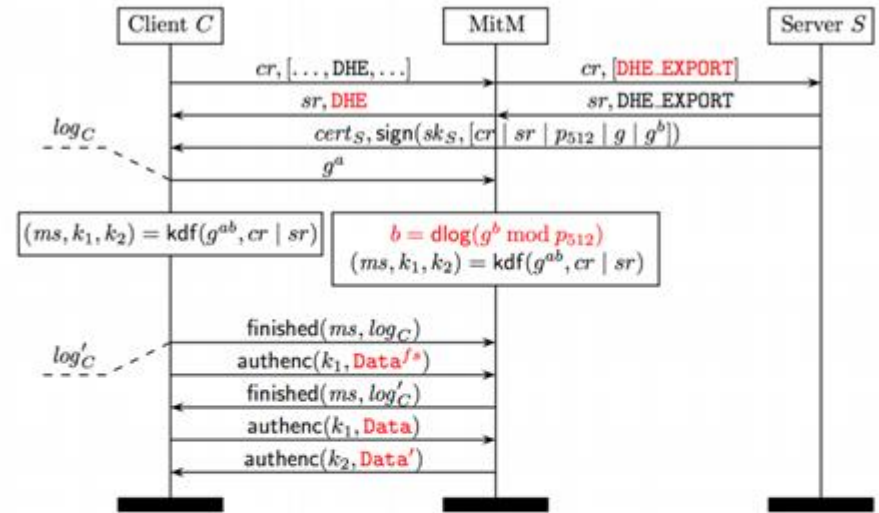 Client C MitM Server S
cr, [..., DHE, ...] cr, [DHE_EXPORT]
sr, DHE sr, DHE_EXPORT
log_C cert_S, sign(sk_S, [cr | sr | p_512 | g | g^b])
g^a
(ms, k_1, k_2) = kdf(g^{ab}, cr | sr) b = dlog(g^b mod p_512)
(ms, k_1, k_2) = kdf(g^{ab}, cr | sr)
finished(ms, log_C)
log'_C authenc(k_1, Data^{fs})
finished(ms, log'_C)
authenc(k_1, Data)
authenc(k_2, Data')